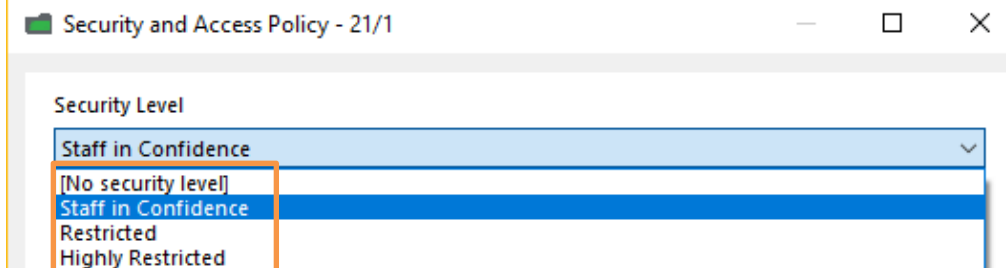 Security and Access Policy - 21/1
Security Level
Staff in Confidence
[No security level]
Staff in Confidence
Restricted
Highly Restricted